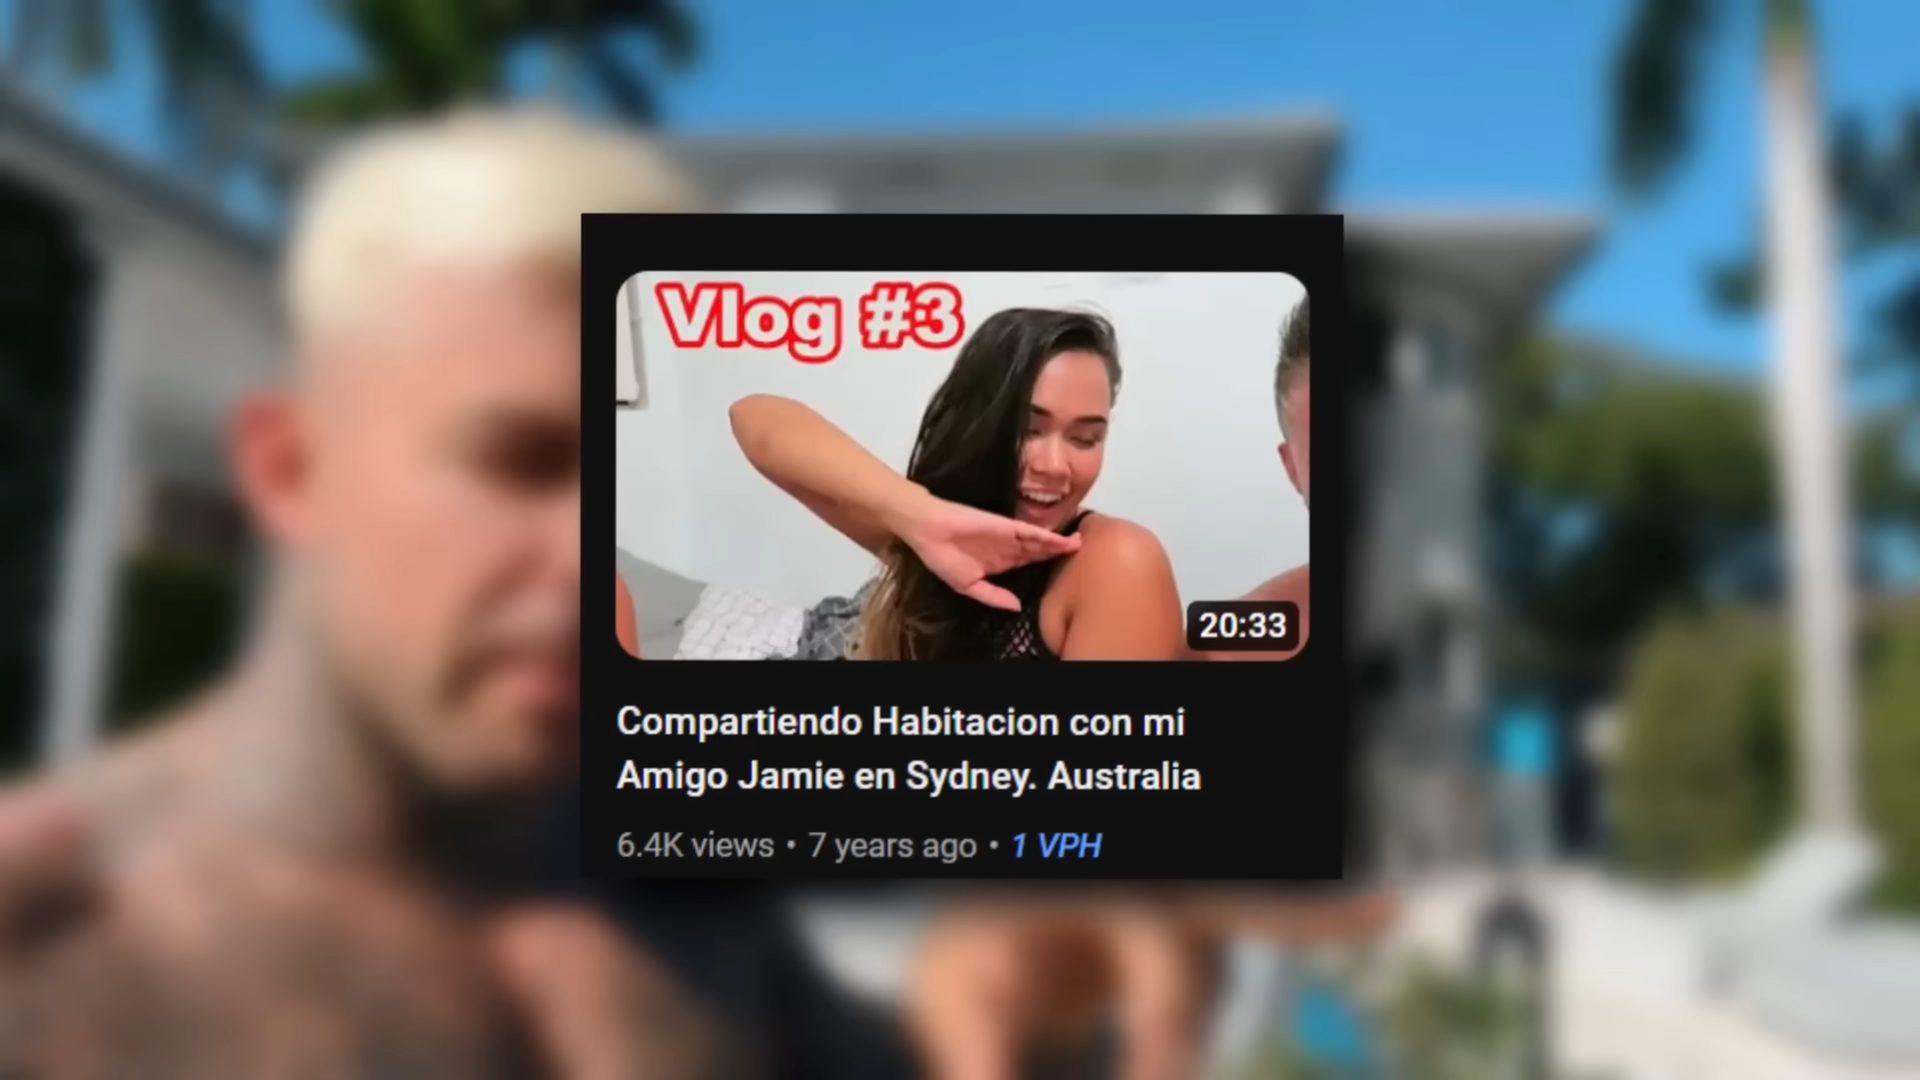 Vlog #3
20:33
Compartiendo Habitacion con mi
Amigo Jamie en Sydney. Australia
6.4K views • 7 years ago • 1 VPH